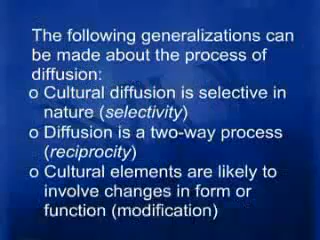 The following generalizations can
be made about the process of
diffusion:
o Cultural diffusion is selective in
nature (selectivity)
o Diffusion is a two-way process
(reciprocity)
o Cultural elements are likely to
involve changes in form or
function (modification)